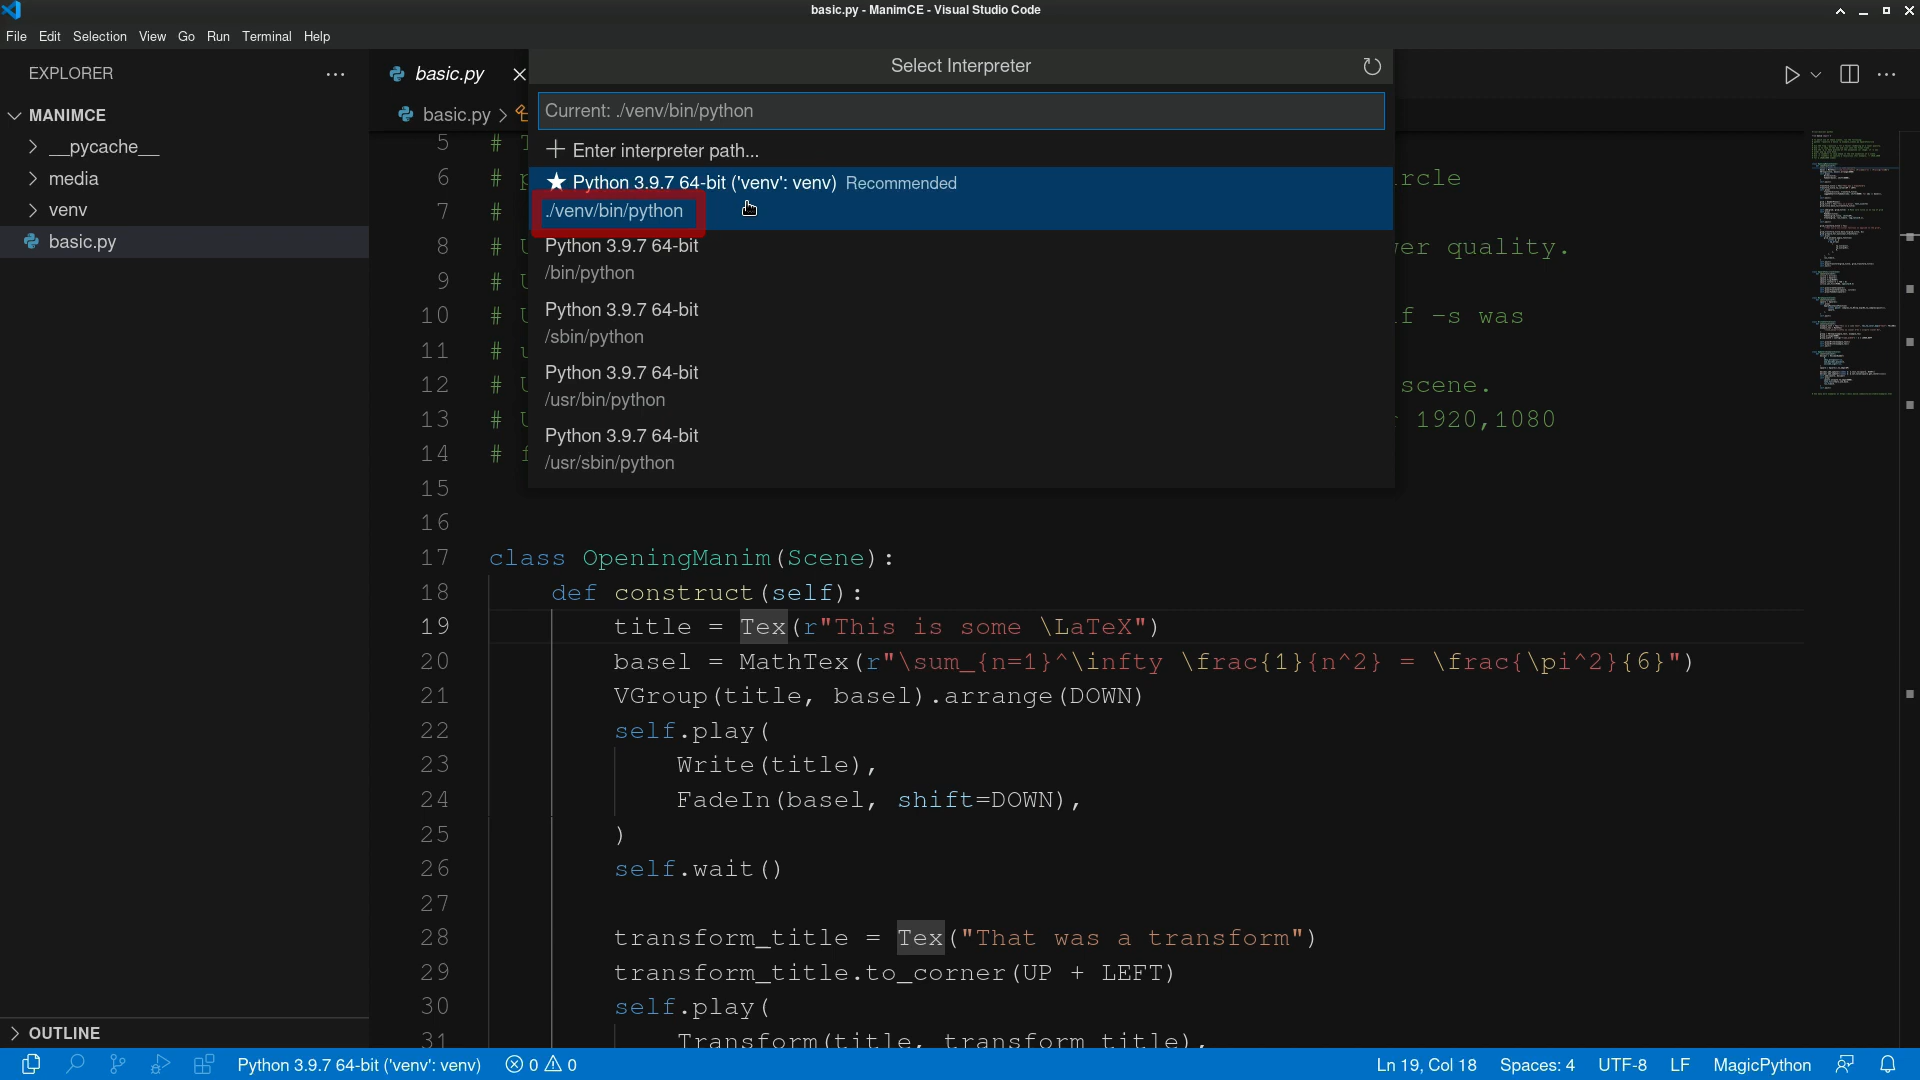 basic.py - ManimCE - Visual Studio Code
File Edit Selection View Go Run Terminal Help
EXPLORER
MANIMCE
__pycache__
media
venv
basic.py
OUTLINE
basic.py
basic.py >
Select Interpreter
Current: ./venv/bin/python
Enter interpreter path...
Python 3.9.7 64-bit ('venv': venv) Recommended
./venv/bin/python
Python 3.9.7 64-bit
/bin/python
Python 3.9.7 64-bit
/sbin/python
Python 3.9.7 64-bit
/usr/bin/python
Python 3.9.7 64-bit
/usr/sbin/python
5 #
6 #
7 #
8 # quality.
9 #
10 # -s was
11 #
12 # scene.
13 # 1920,1080
14 #
15
16
17 class OpeningManim(Scene):
18 def construct(self):
19 title = Tex(r"This is some \LaTeX")
20 basel = MathTex(r"\sum_{n=1}^\infty \frac{1}{n^2} = \frac{\pi^2}{6}")
21 VGroup(title, basel).arrange(DOWN)
22 self.play(
23 Write(title),
24 FadeIn(basel, shift=DOWN),
25 )
26 self.wait()
27
28 transform_title = Tex("That was a transform")
29 transform_title.to_corner(UP + LEFT)
30 self.play(
31 Transform(title, transform_title),
Python 3.9.7 64-bit ('venv': venv) 0 0 Ln 19, Col 18 Spaces: 4 UTF-8 LF MagicPython